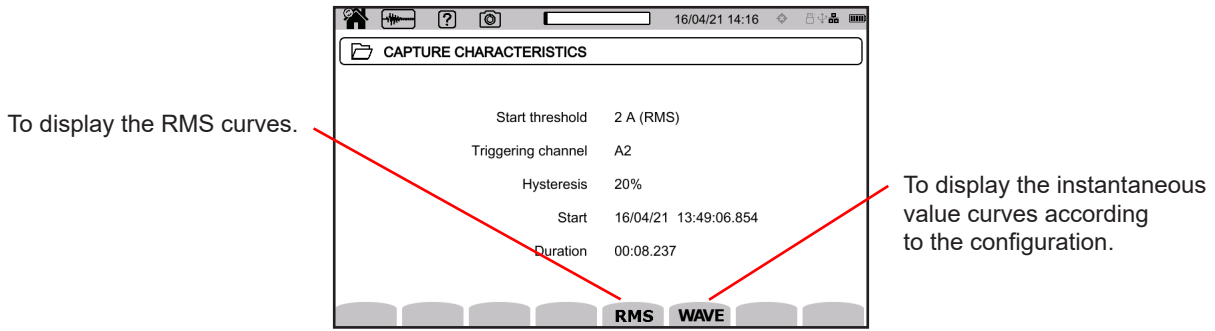 ? 16/04/21 14:16
CAPTURE CHARACTERISTICS
To display the RMS curves.
Start threshold 2 A (RMS)
Triggering channel A2
Hysteresis 20%
Start 16/04/21 13:49:06.854
Duration 00:08.237
To display the instantaneous
value curves according
to the configuration.
RMS WAVE